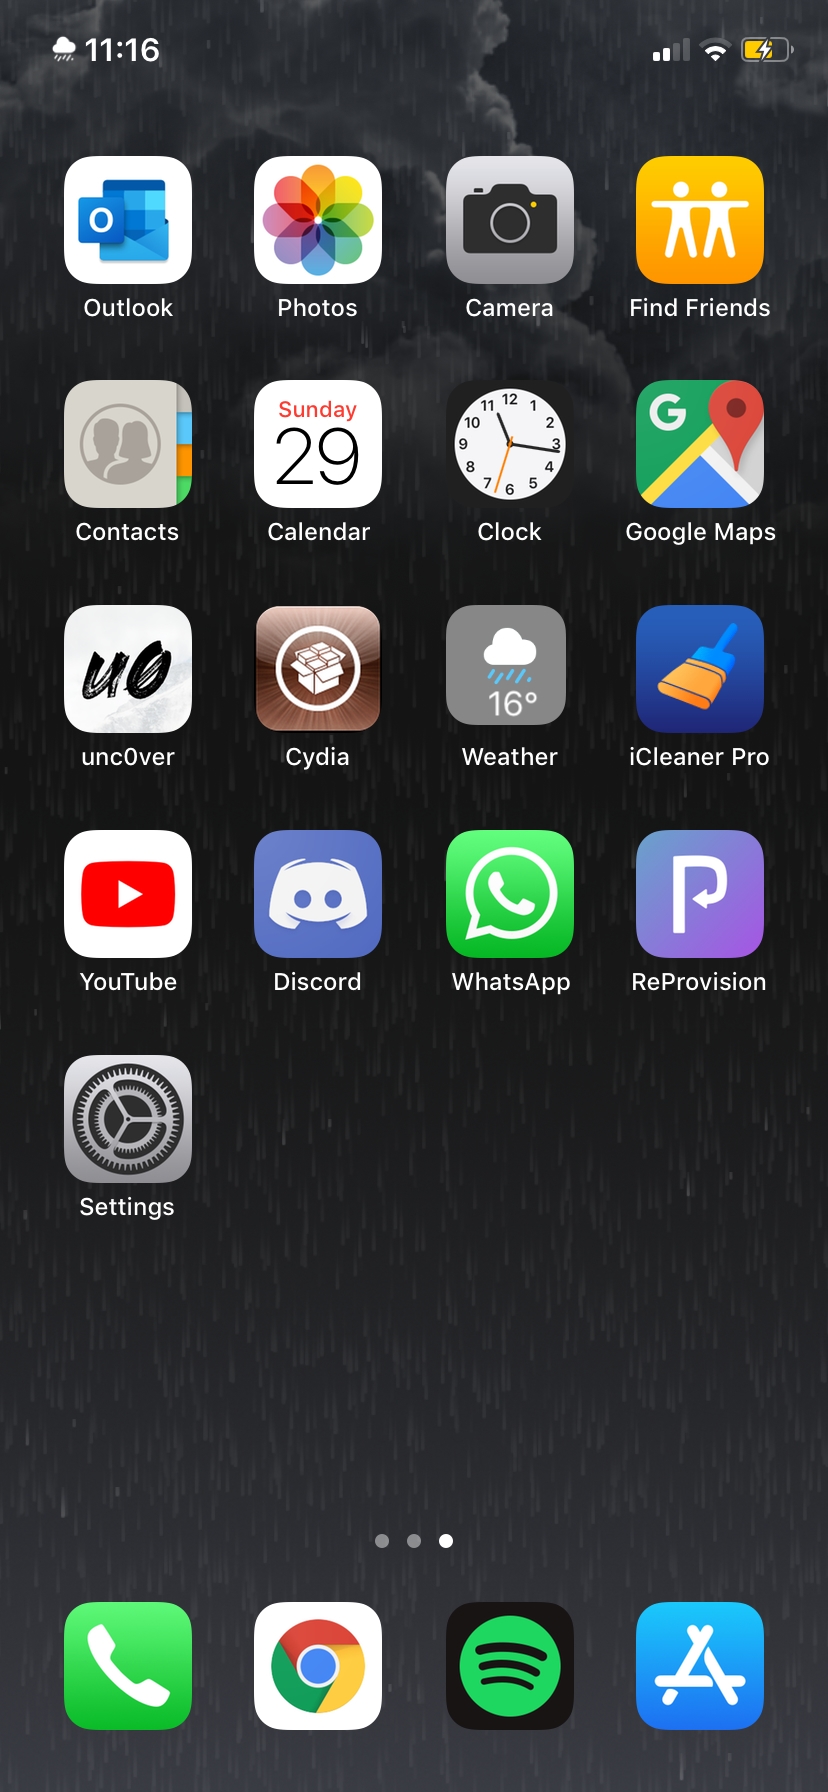 11:16
Outlook Photos Camera Find Friends
Sunday
29
12
11 1
10 2
9 3
8 4
7 5
6
G
Contacts Calendar Clock Google Maps
u0
16°
unc0ver Cydia Weather iCleaner Pro
YouTube Discord WhatsApp ReProvision
Settings